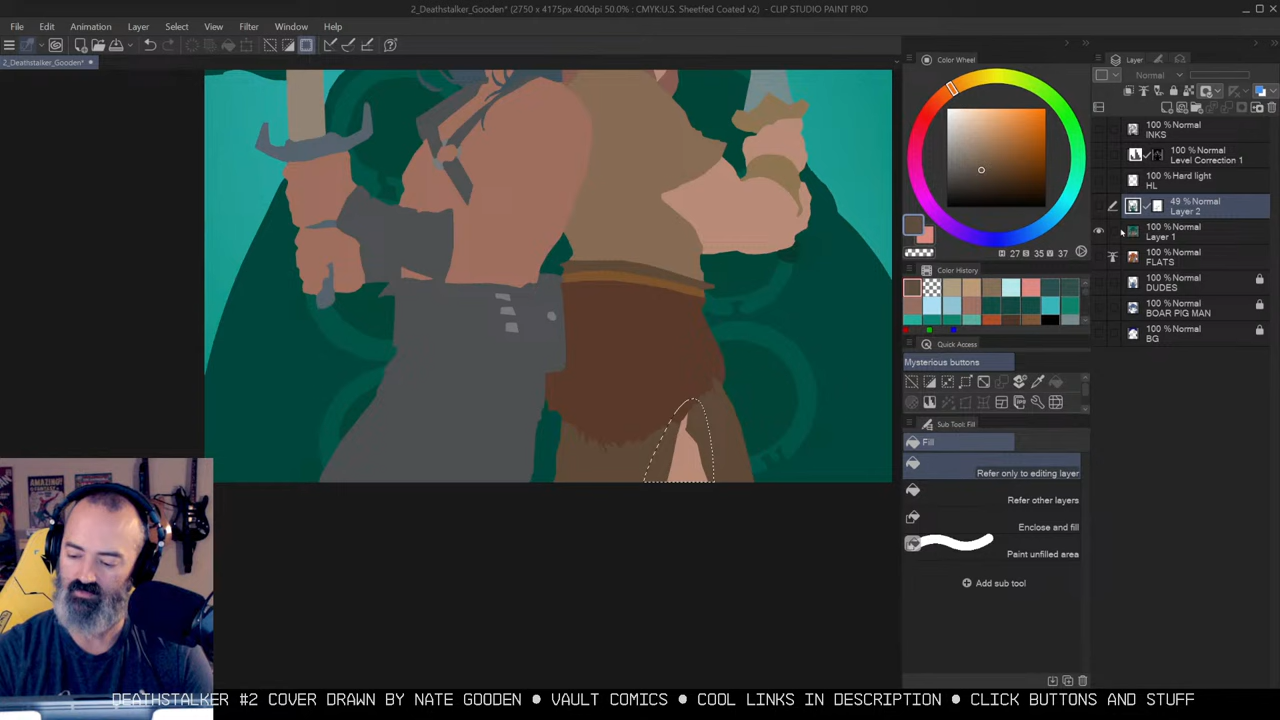 2_Deathstalker_Gooden* (2750 x 4175px 400dpi 50.0% : CMYK:U.S. Sheetfed Coated v2) - CLIP STUDIO PAINT PRO
File Edit Animation Layer Select View Filter Window Help
2_Deathstalker_Gooden*
Color Wheel
H 27 S 35 V 37
Color History
Quick Access
Mysterious buttons
Sub Tool: Fill
Fill
Refer only to editing layer
Refer other layers
Enclose and fill
Paint unfilled area
Add sub tool
Layer
Normal
100 % Normal
INKS
100 % Normal
Level Correction 1
100 % Hard light
HL
49 % Normal
Layer 2
100 % Normal
Layer 1
100 % Normal
FLATS
100 % Normal
DUDES
100 % Normal
BOAR PIG MAN
100 % Normal
BG
AMAZING!
DEATHSTALKER #2 COVER DRAWN BY NATE GOODEN • VAULT COMICS • COOL LINKS IN DESCRIPTION • CLICK BUTTONS AND STUFF